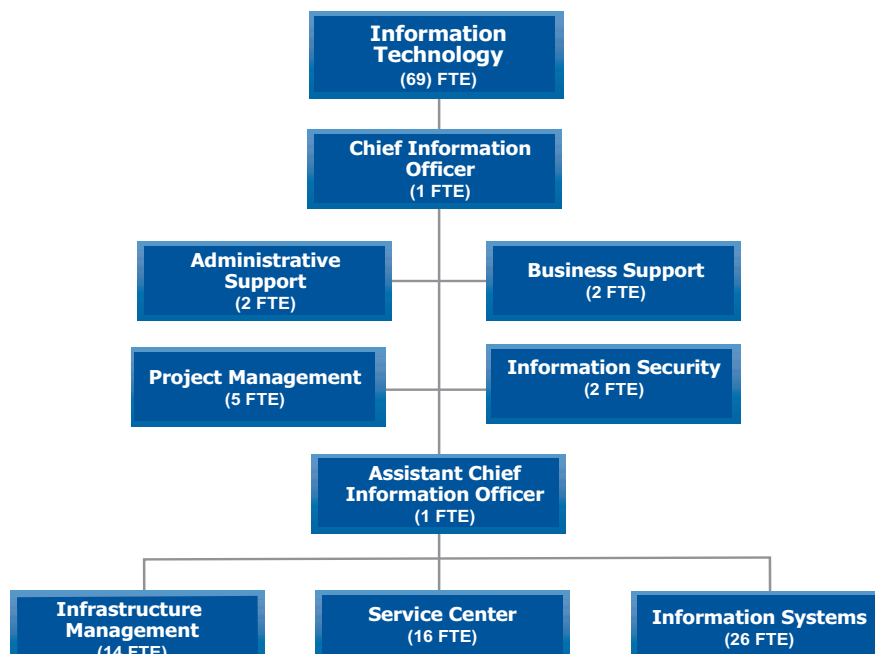 Information
Technology
(69) FTE)
Chief Information
Officer
(1 FTE)
Administrative
Support
(2 FTE)
Business Support
(2 FTE)
Project Management
(5 FTE)
Information Security
(2 FTE)
Assistant Chief
Information Officer
(1 FTE)
Infrastructure
Management
(14 FTE)
Service Center
(16 FTE)
Information Systems
(26 FTE)